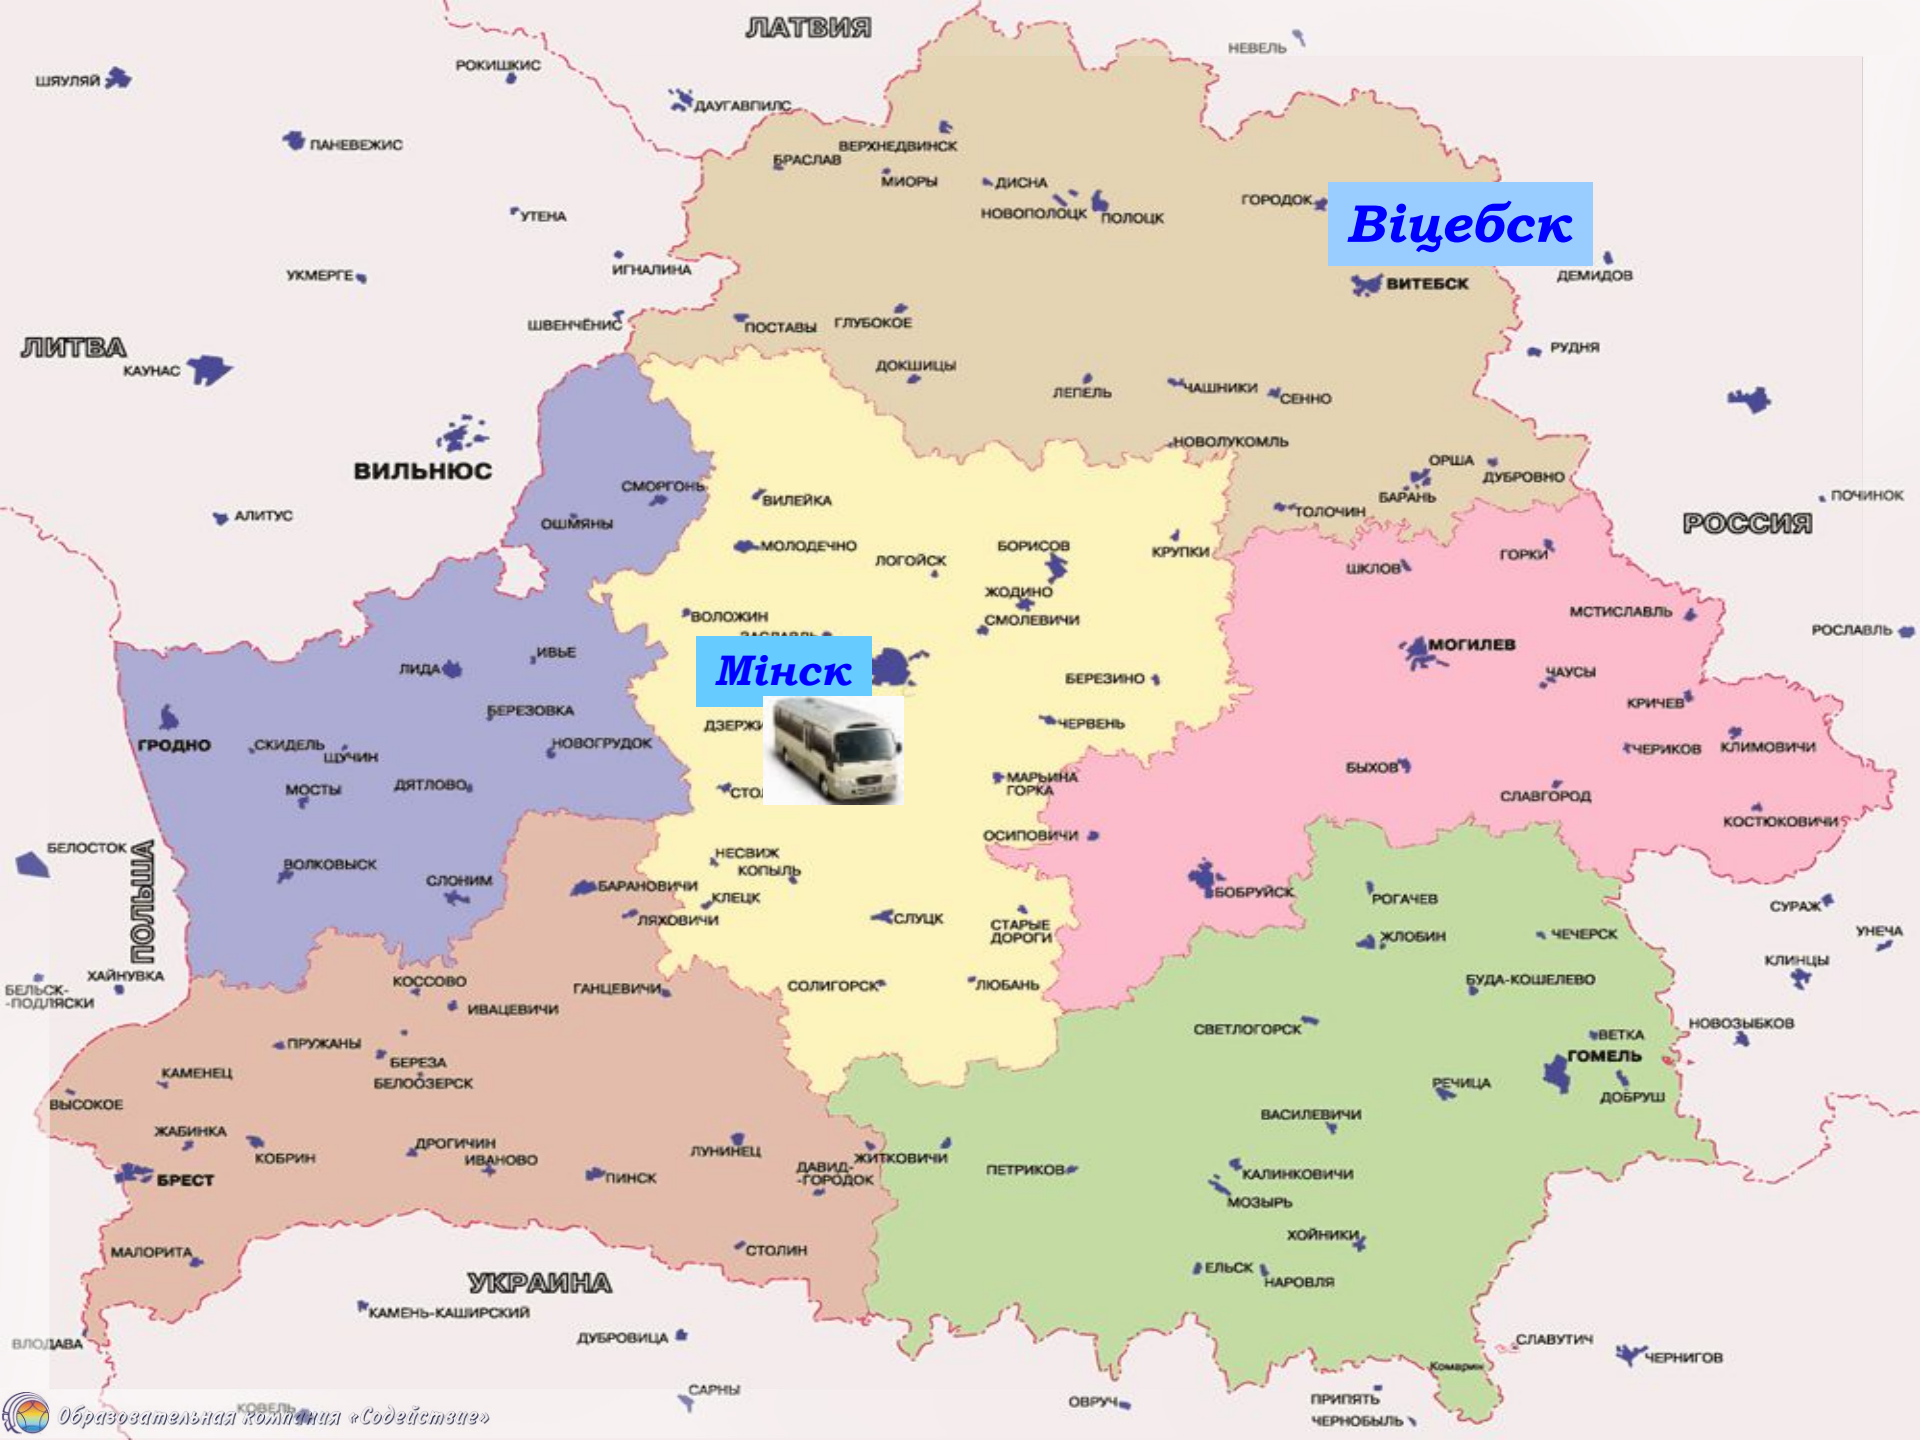 ЛАТВИЯ
НЕВЕЛЬ
РОКИШКИС
ШЯУЛЯЙ
ДАУГАВПИЛС
ПАНЕВЕЖИС
ВЕРХНЕДВИНСК
БРАСЛАВ
МИОРЫ
ДИСНА
НОВОПОЛОЦК
ПОЛОЦК
ГОРОДОК
Віцебск
УТЕНА
ИГНАЛИНА
УКМЕРГЕ
ДЕМИДОВ
ВИТЕБСК
ШВЕНЧЁНИС
ПОСТАВЫ
ГЛУБОКОЕ
ЛИТВА
КАУНАС
РУДНЯ
ДОКШИЦЫ
ЛЕПЕЛЬ
ЧАШНИКИ
СЕННО
НОВОЛУКОМЛЬ
ВИЛЬНЮС
ОРША
ДУБРОВНО
БАРАНЬ
ТОЛОЧИН
СМОРГОНЬ
ВИЛЕЙКА
ПОЧИНОК
РОССИЯ
АЛИТУС
ОШМЯНЫ
МОЛОДЕЧНО
ЛОГОЙСК
БОРИСОВ
КРУПКИ
ШКЛОВ
ГОРКИ
ЖОДИНО
СМОЛЕВИЧИ
МСТИСЛАВЛЬ
РОСЛАВЛЬ
ВОЛОЖИН
ЗАСЛАВЛЬ
Мінск
МОГИЛЕВ
ИВЬЕ
ЛИДА
БЕРЕЗИНО
ЧАУСЫ
КРИЧЕВ
БЕРЕЗОВКА
ДЗЕРЖИ
ЧЕРВЕНЬ
ГРОДНО
СКИДЕЛЬ
ЩУЧИН
НОВОГРУДОК
ЧЕРИКОВ
КЛИМОВИЧИ
БЫХОВ
МАРЬИНА
ГОРКА
МОСТЫ
ДЯТЛОВО
СТО
СЛАВГОРОД
КОСТЮКОВИЧИ
ОСИПОВИЧИ
БЕЛОСТОК
ПОЛЬША
НЕСВИЖ
КОПЫЛЬ
ВОЛКОВЫСК
СЛОНИМ
БАРАНОВИЧИ
КЛЕЦК
ЛЯХОВИЧИ
СЛУЦК
СТАРЫЕ
ДОРОГИ
БОБРУЙСК
РОГАЧЕВ
СУРАЖ
ЖЛОБИН
ЧЕЧЕРСК
УНЕЧА
КЛИНЦЫ
ХАЙНУВКА
БЕЛЬСК-
-ПОДЛЯСКИ
КОССОВО
ИВАЦЕВИЧИ
ГАНЦЕВИЧИ
СОЛИГОРСК
ЛЮБАНЬ
БУДА-КОШЕЛЕВО
СВЕТЛОГОРСК
ВЕТКА
НОВОЗЫБКОВ
ПРУЖАНЫ
БЕРЕЗА
БЕЛООЗЕРСК
КАМЕНЕЦ
ВЫСОКОЕ
ГОМЕЛЬ
РЕЧИЦА
ДОБРУШ
ВАСИЛЕВИЧИ
ЖАБИНКА
КОБРИН
ДРОГИЧИН
ИВАНОВО
ЛУНИНЕЦ
ЖИТКОВИЧИ
ПЕТРИКОВ
БРЕСТ
ПИНСК
ДАВИД-
-ГОРОДОК
КАЛИНКОВИЧИ
МОЗЫРЬ
ХОЙНИКИ
МАЛОРИТА
СТОЛИН
ЕЛЬСК
НАРОВЛЯ
УКРАИНА
КАМЕНЬ-КАШИРСКИЙ
ДУБРОВИЦА
ВЛОДАВА
СЛАВУТИЧ
ЧЕРНИГОВ
Комарин
САРНЫ
ОВРУЧ
ПРИПЯТЬ
ЧЕРНОБЫЛЬ
КОВЕЛЬ
Образовательная компания «Содействие»